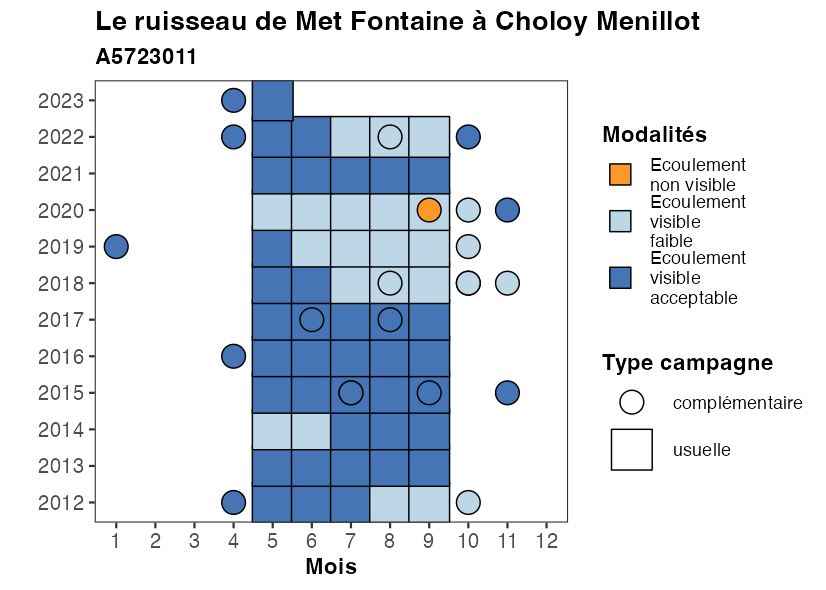 Le ruisseau de Met Fontaine à Choloy Menillot
A5723011
2023
2022
2021
2020
2019
2018
2017
2016
2015
2014
2013
2012
1 2 3 4 5 6 7 8 9 10 11 12
Mois
Modalités
Ecoulement
non visible
Ecoulement
visible
faible
Ecoulement
visible
acceptable
Type campagne
complémentaire
usuelle